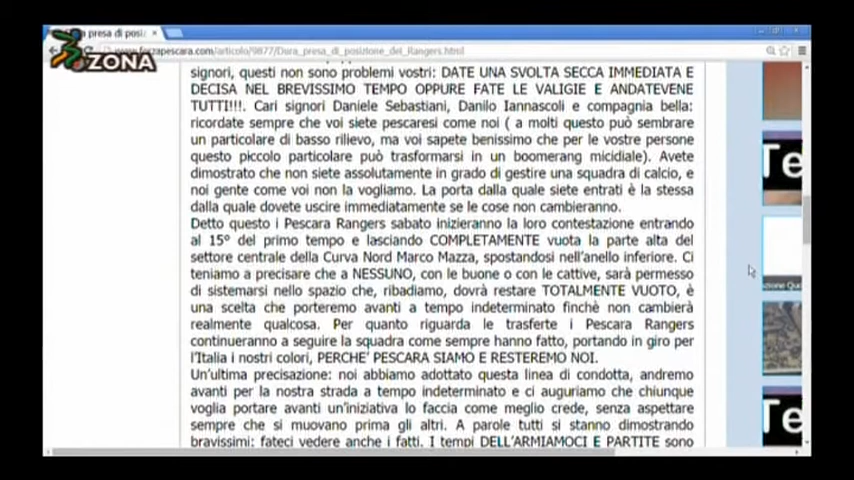 presa di posiz
ZONA
www.forzapescara.com/articolo/9877/Dura_presa_di_posizione_dei_Rangers.html
signori, questi non sono problemi vostri: DATE UNA SVOLTA SECCA IMMEDIATA E
DECISA NEL BREVISSIMO TEMPO OPPURE FATE LE VALIGIE E ANDATEVENE
TUTTI!!!. Cari signori Daniele Sebastiani, Danilo Iannascoli e compagnia bella:
ricordate sempre che voi siete pescaresi come noi ( a molti questo può sembrare
un particolare di basso rilievo, ma voi sapete benissimo che per le vostre persone
questo piccolo particolare può trasformarsi in un boomerang micidiale). Avete
dimostrato che non siete assolutamente in grado di gestire una squadra di calcio, e
noi gente come voi non la vogliamo. La porta dalla quale siete entrati è la stessa
dalla quale dovete uscire immediatamente se le cose non cambieranno.
Detto questo i Pescara Rangers sabato inizieranno la loro contestazione entrando
al 15° del primo tempo e lasciando COMPLETAMENTE vuota la parte alta del
settore centrale della Curva Nord Marco Mazza, spostandosi nell'anello inferiore. Ci
teniamo a precisare che a NESSUNO, con le buone o con le cattive, sarà permesso
di sistemarsi nello spazio che, ribadiamo, dovrà restare TOTALMENTE VUOTO, è
una scelta che porteremo avanti a tempo indeterminato finchè non cambierà
realmente qualcosa. Per quanto riguarda le trasferte i Pescara Rangers
continueranno a seguire la squadra come sempre hanno fatto, portando in giro per
l'Italia i nostri colori, PERCHE' PESCARA SIAMO E RESTEREMO NOI.
Un'ultima precisazione: noi abbiamo adottato questa linea di condotta, andremo
avanti per la nostra strada a tempo indeterminato e ci auguriamo che chiunque
voglia portare avanti un'iniziativa lo faccia come meglio crede, senza aspettare
sempre che si muovano prima gli altri. A parole tutti si stanno dimostrando
bravissimi: fateci vedere anche i fatti. I tempi DELL'ARMIAMOCI E PARTITE sono
Te
zione Qu
Te